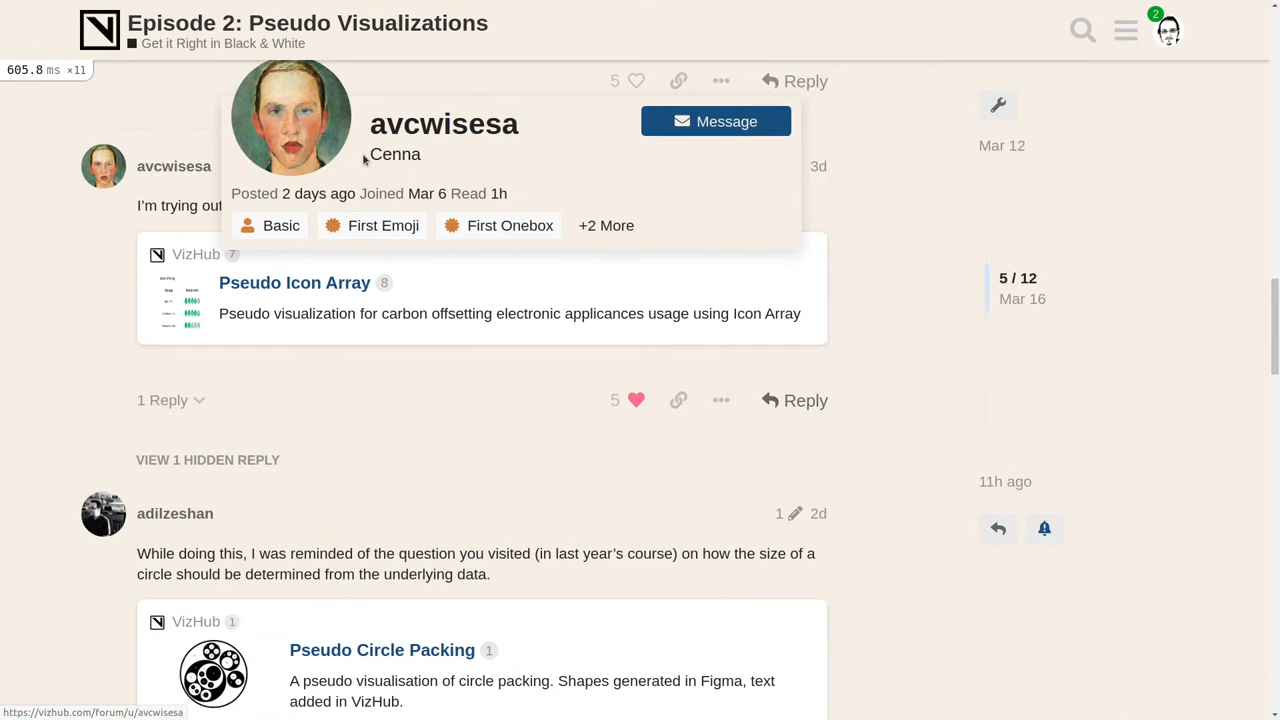 Episode 2: Pseudo Visualizations
Get it Right in Black & White
2
605.8 ms ×11
5
Reply
avcwisesa
Message
Cenna
Mar 12
avcwisesa
3d
Posted 2 days ago Joined Mar 6 Read 1h
I’m trying out
Basic
First Emoji
First Onebox
+2 More
VizHub 7
Pseudo Icon Array 8
5 / 12
Mar 16
Pseudo visualization for carbon offsetting electronic applicances usage using Icon Array
1 Reply
5
Reply
VIEW 1 HIDDEN REPLY
11h ago
adilzeshan
1
2d
While doing this, I was reminded of the question you visited (in last year’s course) on how the size of a
circle should be determined from the underlying data.
VizHub 1
Pseudo Circle Packing 1
A pseudo visualisation of circle packing. Shapes generated in Figma, text
added in VizHub.
https://vizhub.com/forum/u/avcwisesa